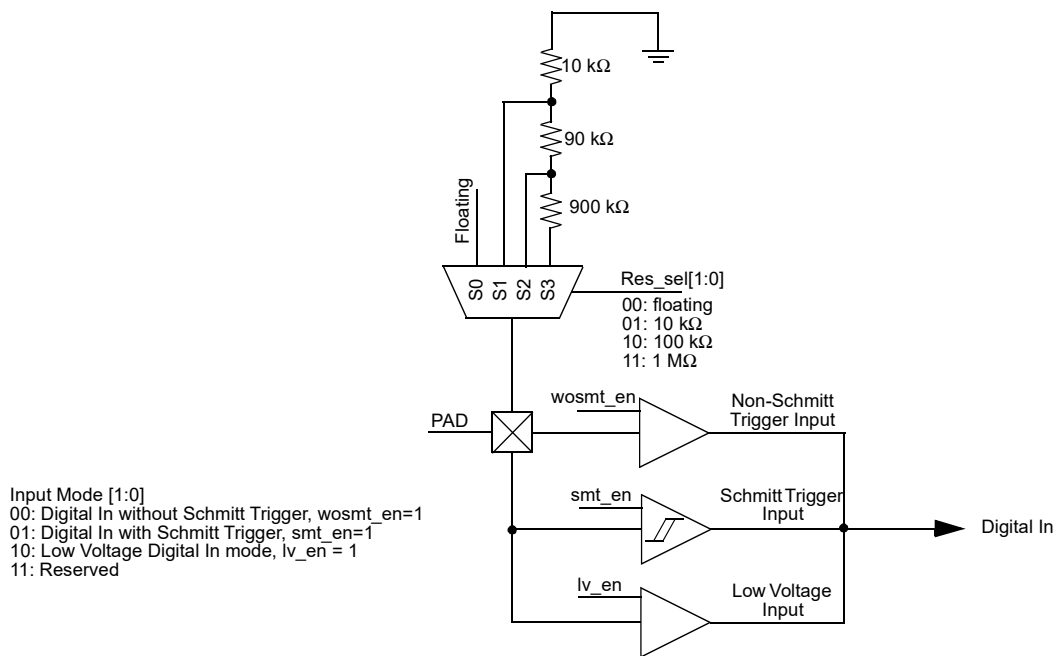 10 kΩ
90 kΩ
900 kΩ
Floating
S0
S1
S2
S3
Res_sel[1:0]
00: floating
01: 10 kΩ
10: 100 kΩ
11: 1 MΩ
PAD
wosmt_en
Non-Schmitt
Trigger Input
Input Mode [1:0]
00: Digital In without Schmitt Trigger, wosmt_en=1
01: Digital In with Schmitt Trigger, smt_en=1
10: Low Voltage Digital In mode, lv_en = 1
11: Reserved
smt_en
Schmitt Trigger
Input
Digital In
lv_en
Low Voltage
Input